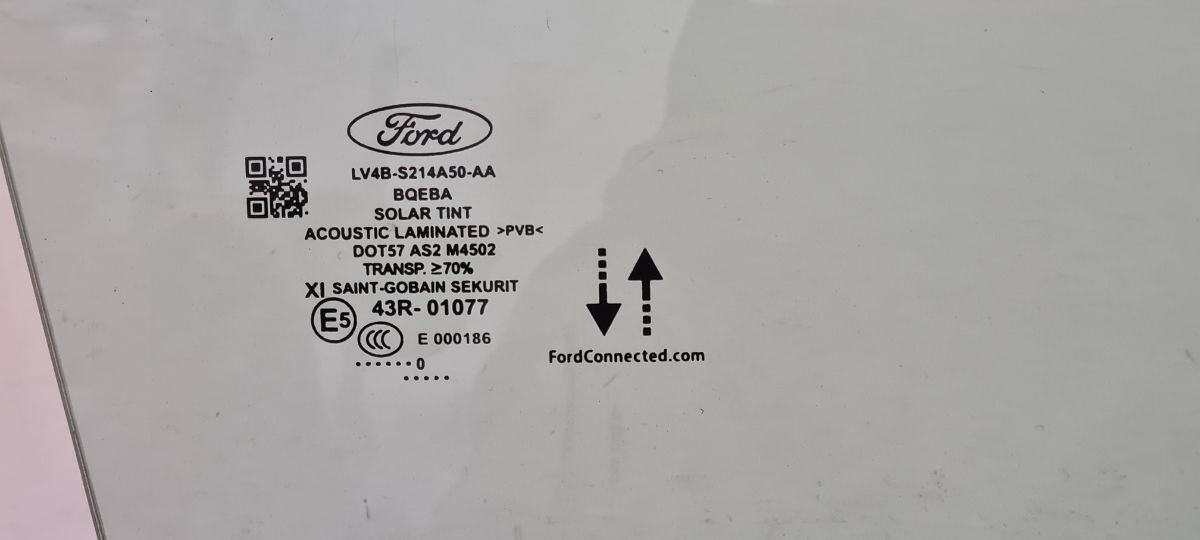 Ford
LV4B-S214A50-AA
BQEBA
SOLAR TINT
ACOUSTIC LAMINATED >PVB<
DOT57 AS2 M4502
TRANSP. ≥70%
XI SAINT-GOBAIN SEKURIT
E5 43R- 01077
CCC E 000186
······0
·····
FordConnected.com